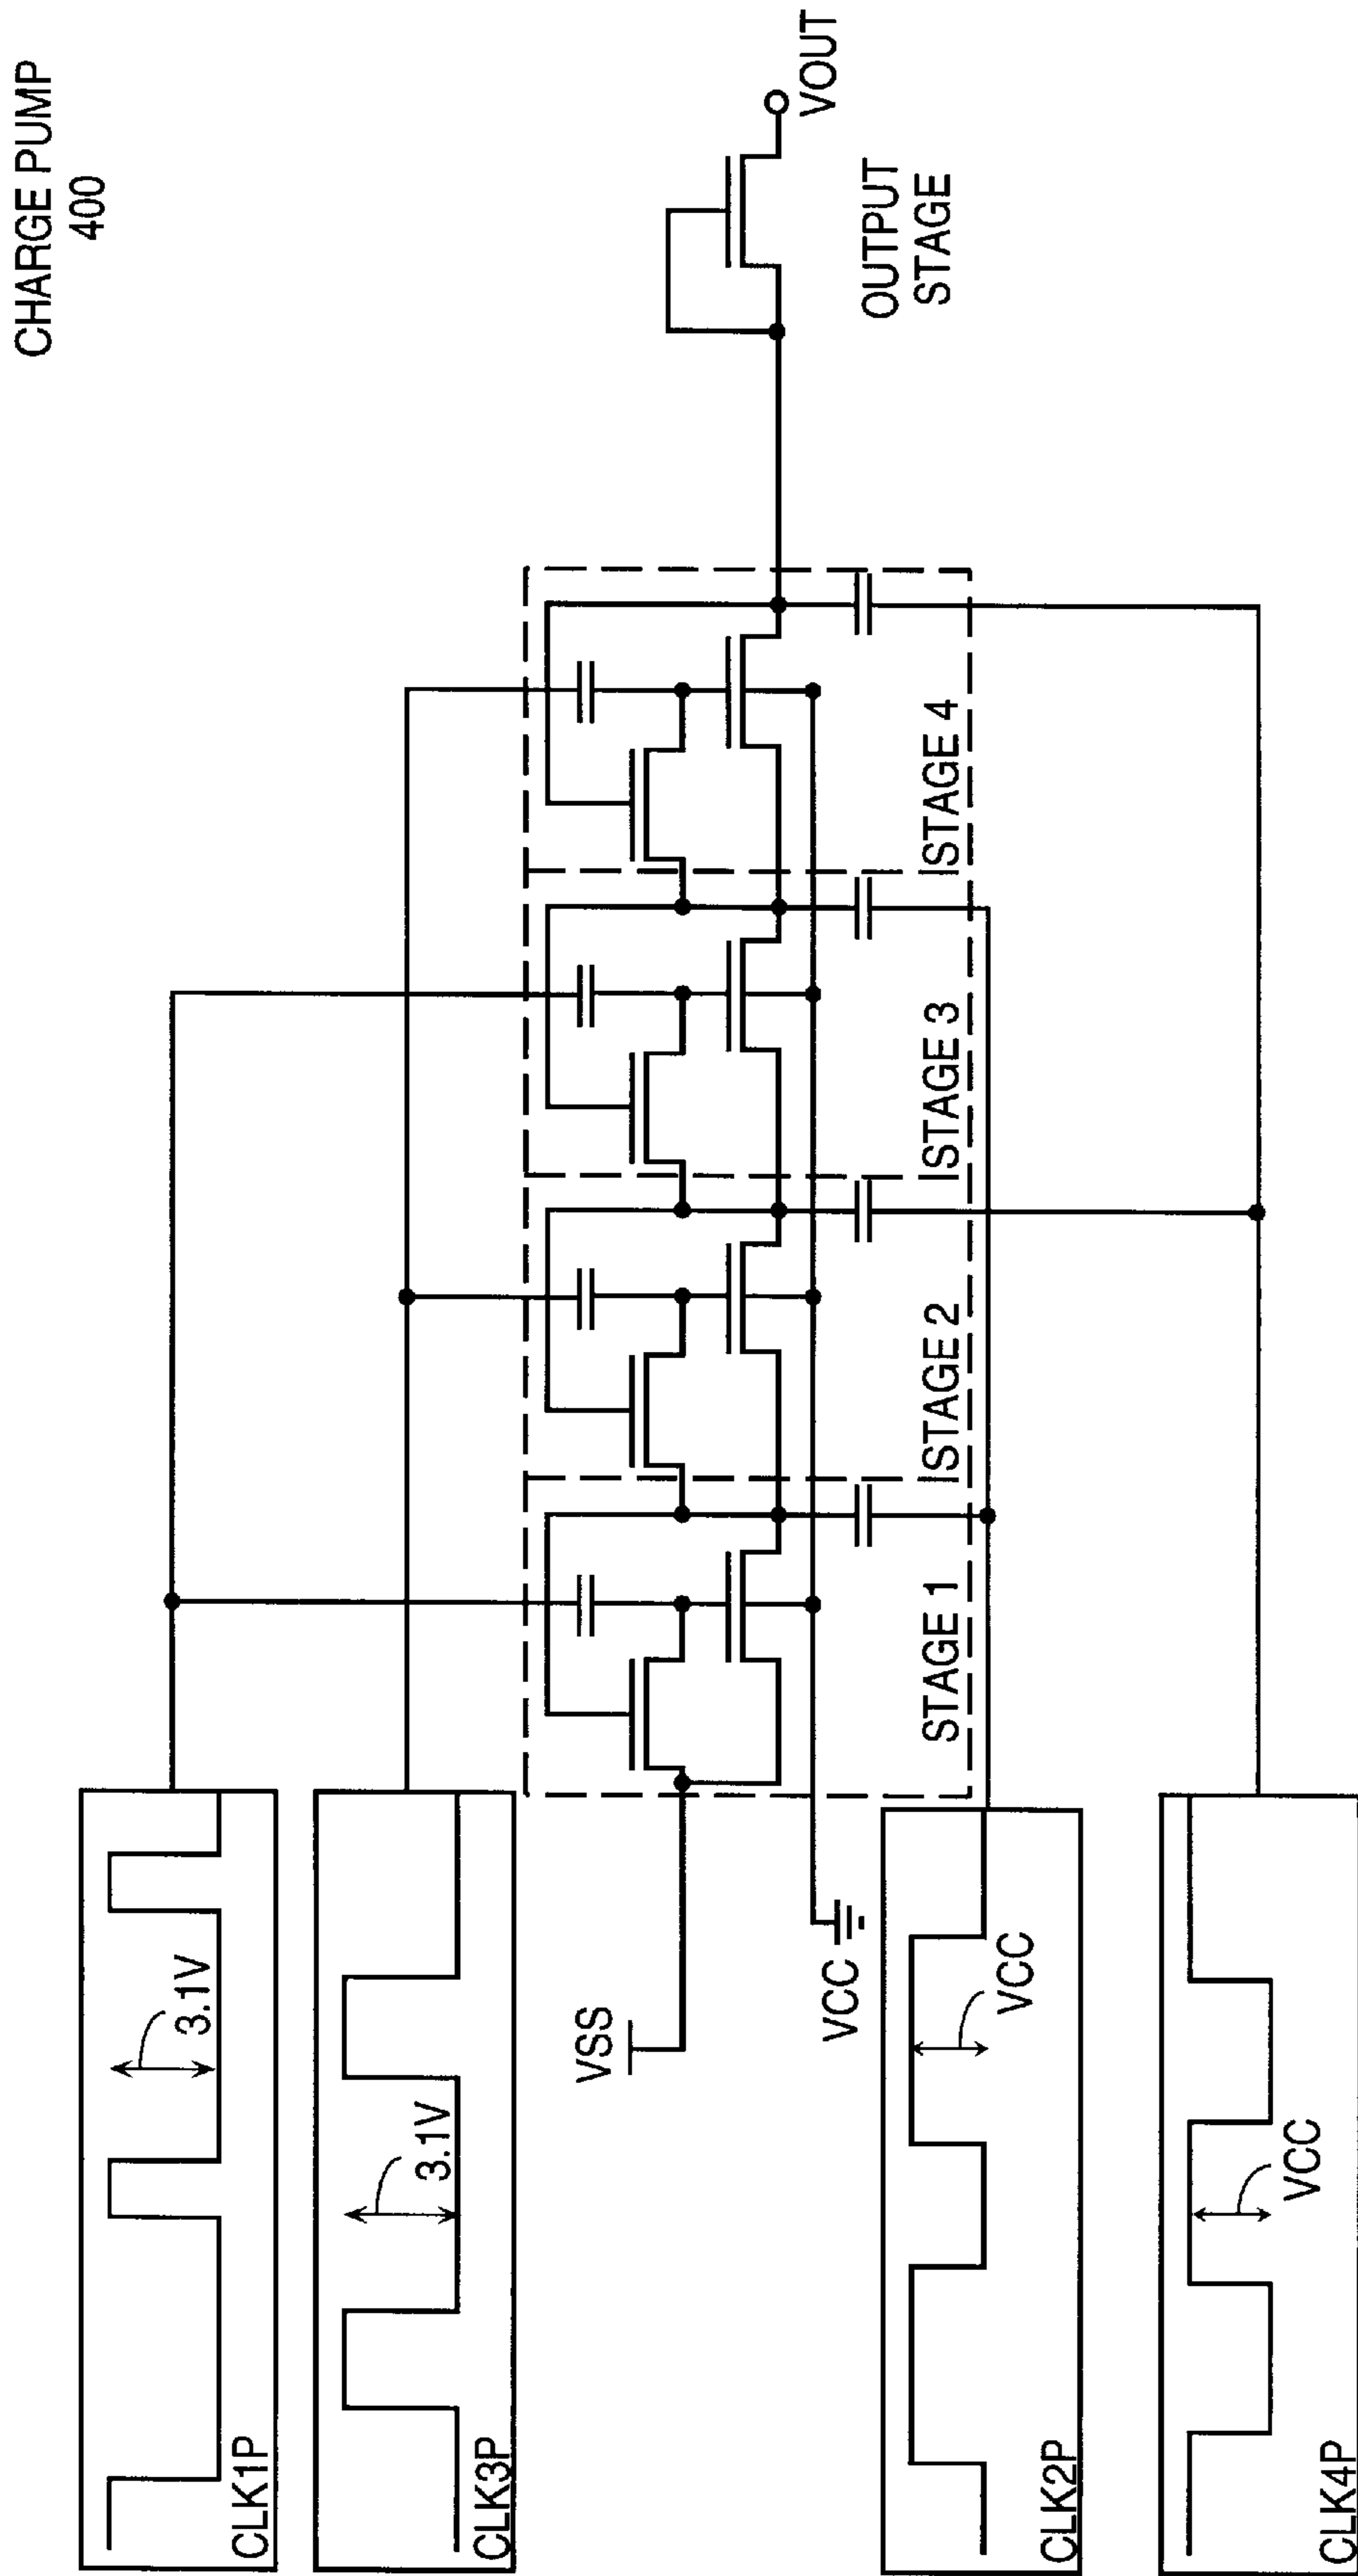 CHARGE PUMP
400
CLK1P
3.1V
CLK3P
3.1V
VSS
VCC
CLK2P
VCC
CLK4P
VCC
STAGE 1
STAGE 2
STAGE 3
STAGE 4
OUTPUT
STAGE
VOUT